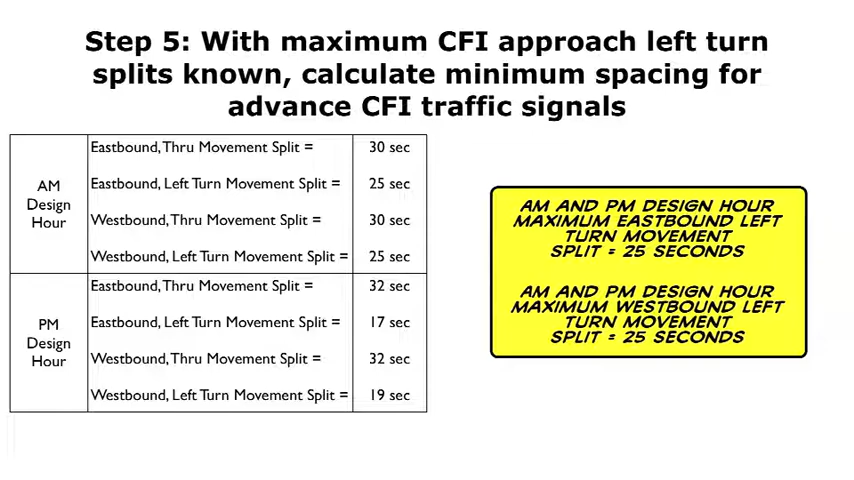 Step 5: With maximum CFI approach left turn
splits known, calculate minimum spacing for
advance CFI traffic signals
AM
Design
Hour
Eastbound, Thru Movement Split = 30 sec
Eastbound, Left Turn Movement Split = 25 sec
Westbound, Thru Movement Split = 30 sec
Westbound, Left Turn Movement Split = 25 sec
PM
Design
Hour
Eastbound, Thru Movement Split = 32 sec
Eastbound, Left Turn Movement Split = 17 sec
Westbound, Thru Movement Split = 32 sec
Westbound, Left Turn Movement Split = 19 sec
AM AND PM DESIGN HOUR
MAXIMUM EASTBOUND LEFT
TURN MOVEMENT
SPLIT = 25 SECONDS
AM AND PM DESIGN HOUR
MAXIMUM WESTBOUND LEFT
TURN MOVEMENT
SPLIT = 25 SECONDS